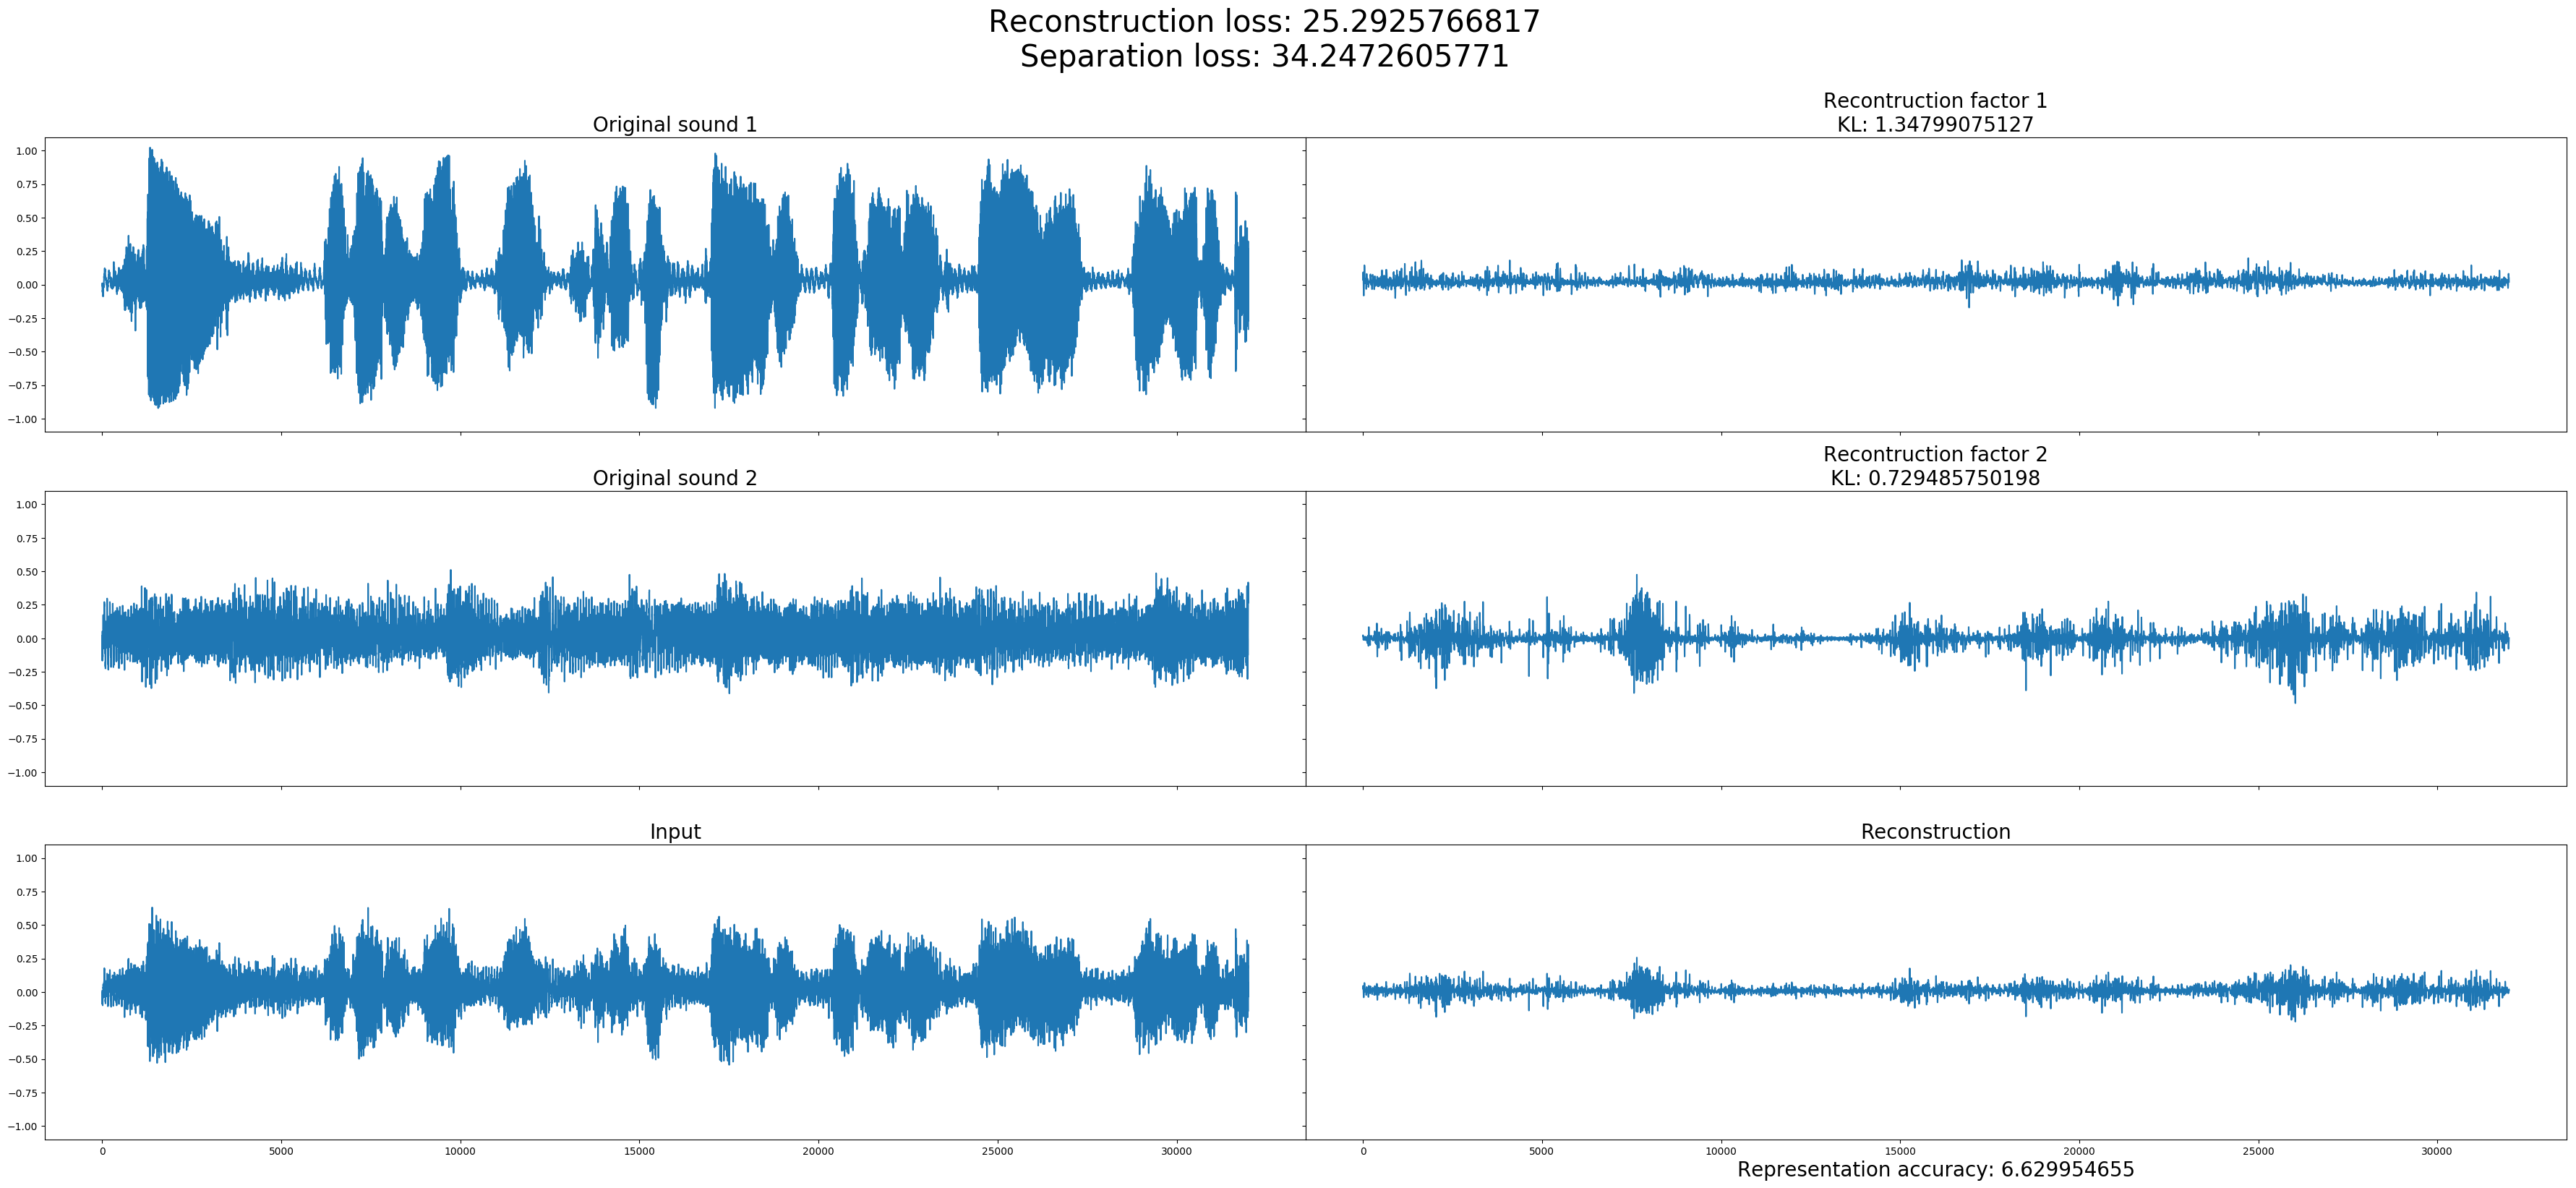 Reconstruction loss: 25.2925766817
Separation loss: 34.2472605771
Original sound 1
Recontruction factor 1
KL: 1.34799075127
1.00
0.75
0.50
0.25
0.00
−0.25
−0.50
−0.75
−1.00
Original sound 2
Recontruction factor 2
KL: 0.729485750198
1.00
0.75
0.50
0.25
0.00
−0.25
−0.50
−0.75
−1.00
Input
Reconstruction
1.00
0.75
0.50
0.25
0.00
−0.25
−0.50
−0.75
−1.00
0 5000 10000 15000 20000 25000 30000
0 5000 10000 15000 20000 25000 30000
Representation accuracy: 6.629954655